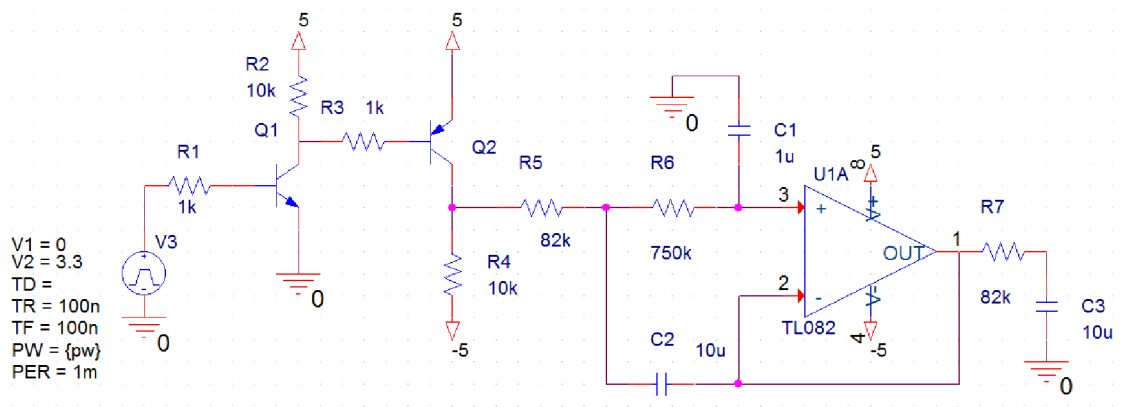 5
5
R2
10k
R3
1k
Q1
Q2
R1
1k
0
R5
82k
R4
10k
-5
V3
V1 = 0
V2 = 3.3
TD =
TR = 100n
TF = 100n
PW = {pw}
PER = 1m
0
0
C1
1u
R6
750k
U1A
8
5
3
+
V+
OUT
1
2
-
V-
TL082
4
-5
R7
82k
C2
10u
C3
10u
0